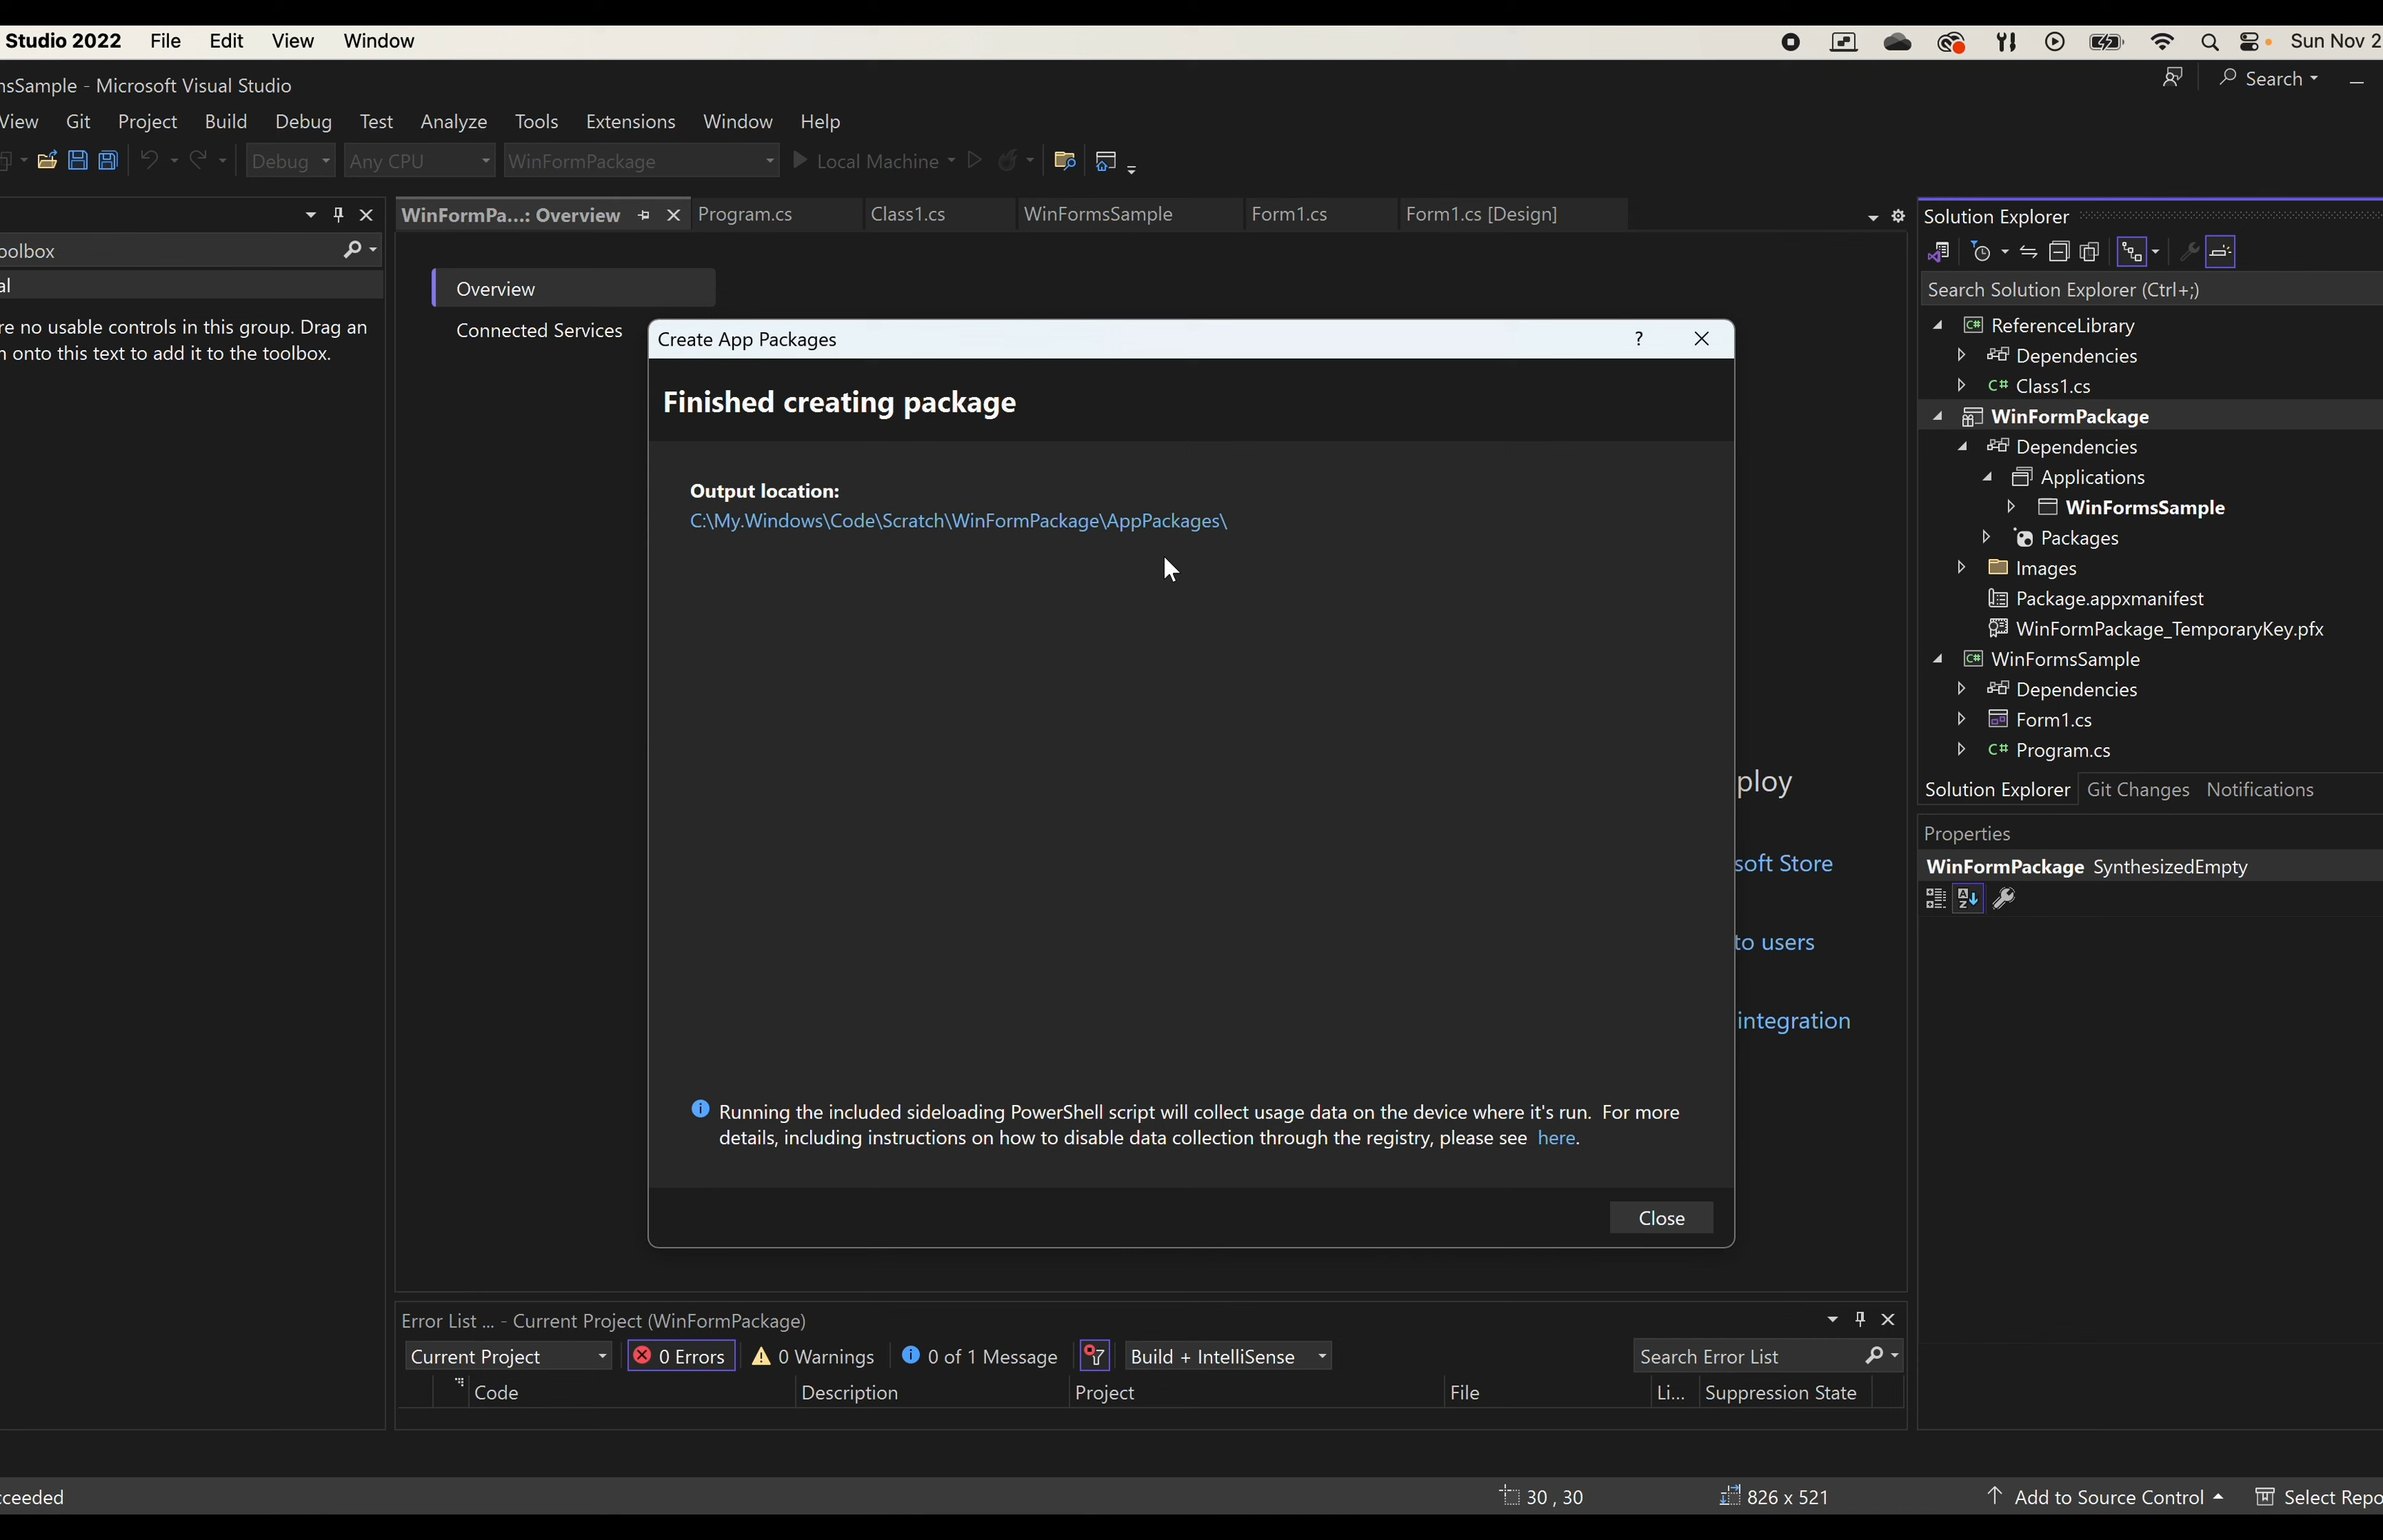 Studio 2022 File Edit View Window Sun Nov 2
nsSample - Microsoft Visual Studio Search
View Git Project Build Debug Test Analyze Tools Extensions Window Help
Debug Any CPU WinFormPackage Local Machine
WinFormPa...: Overview Program.cs Class1.cs WinFormsSample Form1.cs Form1.cs [Design]
oolbox
al
re no usable controls in this group. Drag an
n onto this text to add it to the toolbox.
Overview
Connected Services
Create App Packages ?
Finished creating package
Output location:
C:\My.Windows\Code\Scratch\WinFormPackage\AppPackages\
Running the included sideloading PowerShell script will collect usage data on the device where it's run. For more
details, including instructions on how to disable data collection through the registry, please see here.
Close
ploy
soft Store
to users
integration
Solution Explorer
Search Solution Explorer (Ctrl+;)
C# ReferenceLibrary
Dependencies
C# Class1.cs
WinFormPackage
Dependencies
Applications
WinFormsSample
Packages
Images
Package.appxmanifest
WinFormPackage_TemporaryKey.pfx
C# WinFormsSample
Dependencies
Form1.cs
C# Program.cs
Solution Explorer Git Changes Notifications
Properties
WinFormPackage SynthesizedEmpty
Error List ... - Current Project (WinFormPackage)
Current Project 0 Errors 0 Warnings 0 of 1 Message Build + IntelliSense Search Error List
Code Description Project File Li... Suppression State
cceeded 30 , 30 826 x 521 Add to Source Control Select Repo